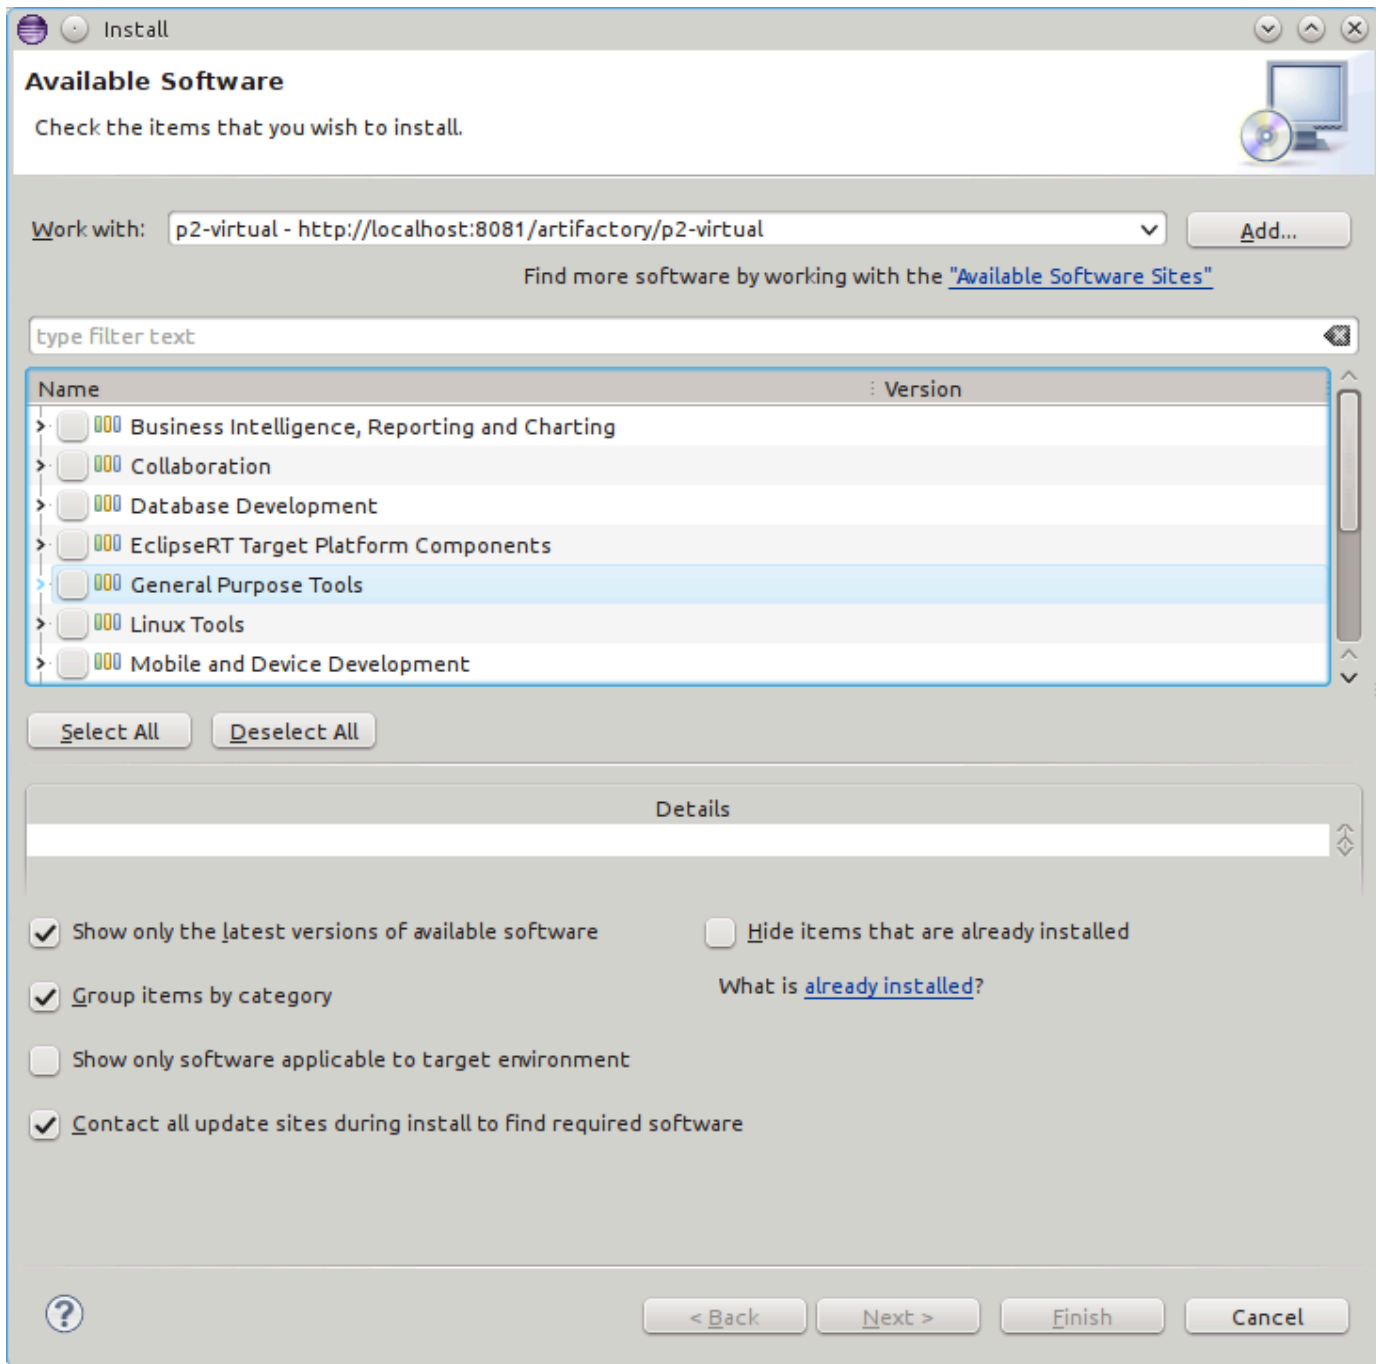 Install
Available Software
Check the items that you wish to install.
Work with: p2-virtual - http://localhost:8081/artifactory/p2-virtual Add...
Find more software by working with the "Available Software Sites"
type filter text
Name Version
Business Intelligence, Reporting and Charting
Collaboration
Database Development
EclipseRT Target Platform Components
General Purpose Tools
Linux Tools
Mobile and Device Development
Select All Deselect All
Details
Show only the latest versions of available software Hide items that are already installed
Group items by category What is already installed?
Show only software applicable to target environment
Contact all update sites during install to find required software
? < Back Next > Finish Cancel